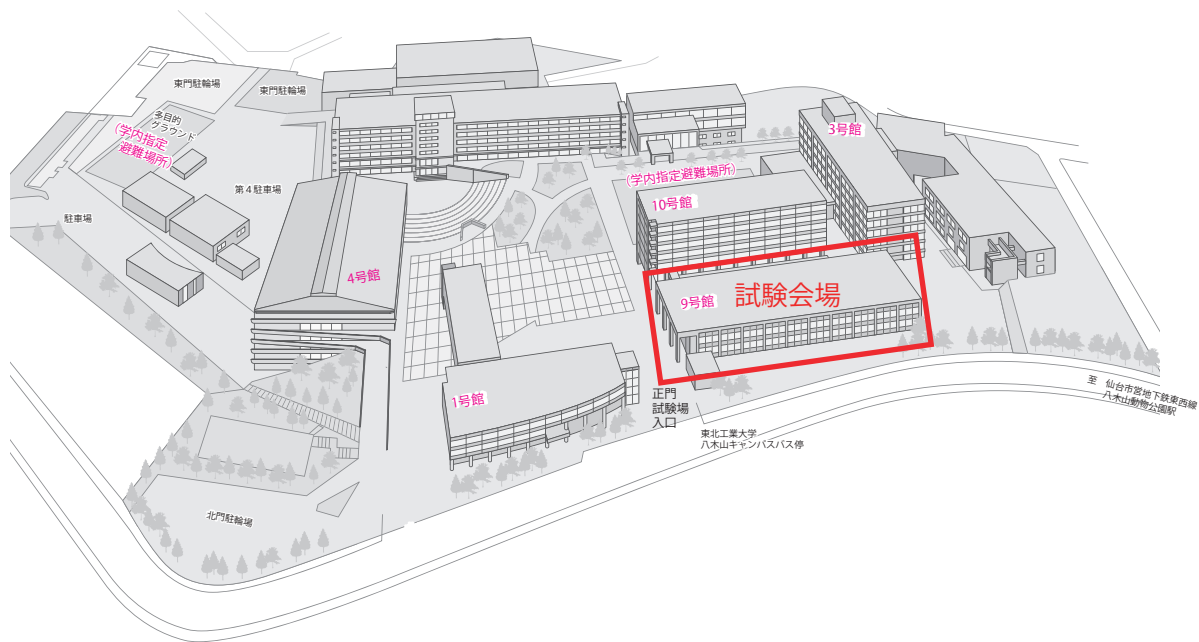 東門駐輪場
東門駐輪場
多目的
グラウンド
(学内指定
避難場所)
第4駐車場
駐車場
3号館
(学内指定避難場所)
10号館
4号館
9号館
試験会場
1号館
正門
試験場
入口
至 仙台市営地下鉄東西線
八木山動物公園駅
東北工業大学
八木山キャンパスバス停
北門駐輪場